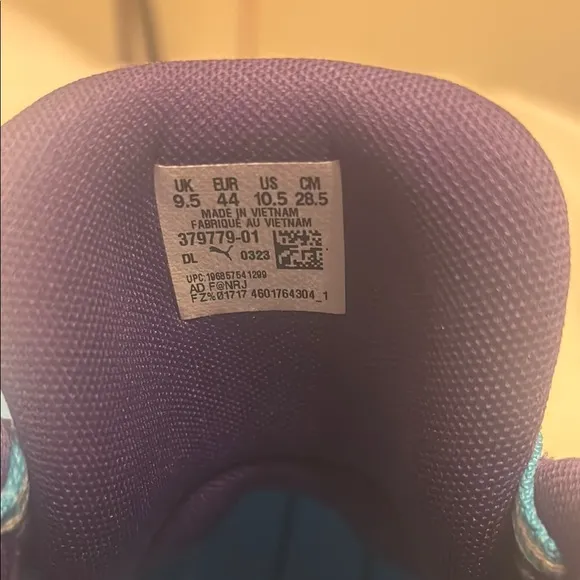 UK EUR US CM
9.5 44 10.5 28.5
MADE IN VIETNAM
FABRIQUÉ AU VIETNAM
379779-01
DL 0323
UPC:196857541299
AD F@NRJ
FZ%01717 4601764304_1